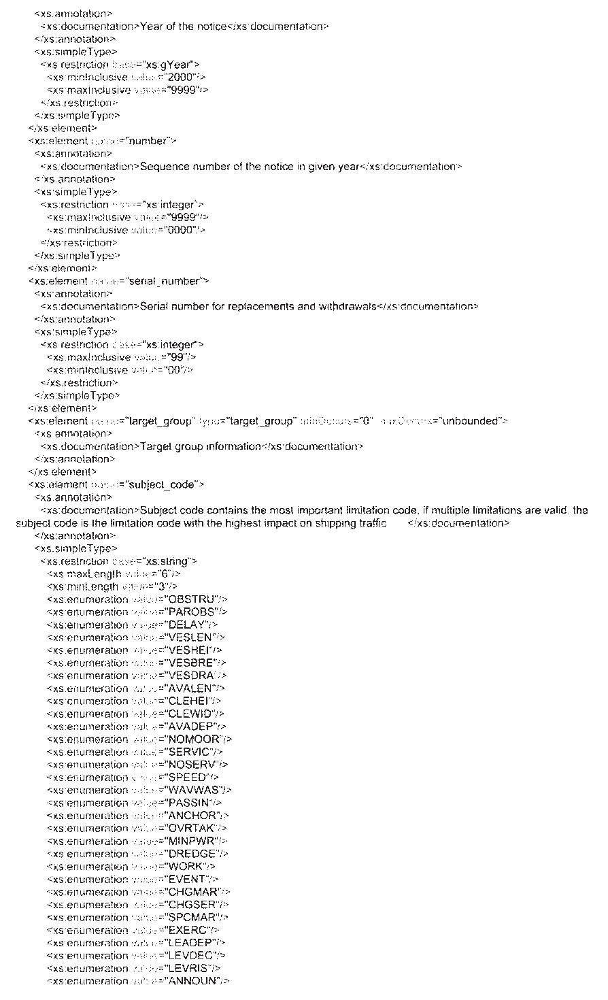 <xs:annotation>
<xs:documentation>Year of the notice</xs:documentation>
</xs:annotation>
<xs:simpleType>
<xs:restriction base="xs:gYear">
<xs:minInclusive value="2000"/>
<xs:maxInclusive value="9999"/>
</xs:restriction>
</xs:simpleType>
</xs:element>
<xs:element name="number">
<xs:annotation>
<xs:documentation>Sequence number of the notice in given year</xs:documentation>
</xs:annotation>
<xs:simpleType>
<xs:restriction base="xs:integer">
<xs:maxInclusive value="9999"/>
<xs:minInclusive value="0000"/>
</xs:restriction>
</xs:simpleType>
</xs:element>
<xs:element name="serial_number">
<xs:annotation>
<xs:documentation>Serial number for replacements and withdrawals</xs:documentation>
</xs:annotation>
<xs:simpleType>
<xs:restriction base="xs:integer">
<xs:maxInclusive value="99"/>
<xs:minInclusive value="00"/>
</xs:restriction>
</xs:simpleType>
</xs:element>
<xs:element name="target_group" type="target_group" minOccurs="0" maxOccurs="unbounded">
<xs:annotation>
<xs:documentation>Target group information</xs:documentation>
</xs:annotation>
</xs:element>
<xs:element name="subject_code">
<xs:annotation>
<xs:documentation>Subject code contains the most important limitation code, if multiple limitations are valid, the
subject code is the limitation code with the highest impact on shipping traffic </xs:documentation>
</xs:annotation>
<xs:simpleType>
<xs:restriction base="xs:string">
<xs:maxLength value="6"/>
<xs:minLength value="3"/>
<xs:enumeration value="OBSTRU"/>
<xs:enumeration value="PAROBS"/>
<xs:enumeration value="DELAY"/>
<xs:enumeration value="VESLEN"/>
<xs:enumeration value="VESHEI"/>
<xs:enumeration value="VESBRE"/>
<xs:enumeration value="VESDRA"/>
<xs:enumeration value="AVALEN"/>
<xs:enumeration value="CLEHEI"/>
<xs:enumeration value="CLEWID"/>
<xs:enumeration value="AVADEP"/>
<xs:enumeration value="NOMOOR"/>
<xs:enumeration value="SERVIC"/>
<xs:enumeration value="NOSERV"/>
<xs:enumeration value="SPEED"/>
<xs:enumeration value="WAVWAS"/>
<xs:enumeration value="PASSIN"/>
<xs:enumeration value="ANCHOR"/>
<xs:enumeration value="OVRTAK"/>
<xs:enumeration value="MINPWR"/>
<xs:enumeration value="DREDGE"/>
<xs:enumeration value="WORK"/>
<xs:enumeration value="EVENT"/>
<xs:enumeration value="CHGMAR"/>
<xs:enumeration value="CHGSER"/>
<xs:enumeration value="SPCMAR"/>
<xs:enumeration value="EXERC"/>
<xs:enumeration value="LEADEP"/>
<xs:enumeration value="LEVDEC"/>
<xs:enumeration value="LEVRIS"/>
<xs:enumeration value="ANNOUN"/>